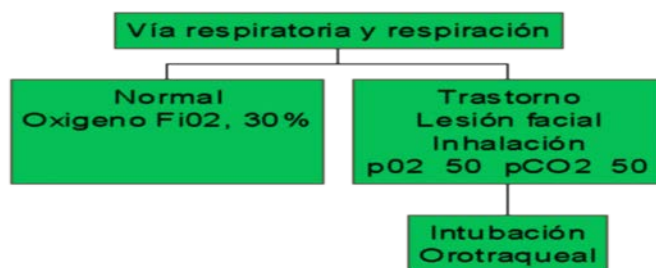 Vía respiratoria y respiración
Normal
Oxigeno Fi02, 30%
Trastorno
Lesión facial
Inhalación
p02 50 pCO2 50
Intubación
Orotraqueal